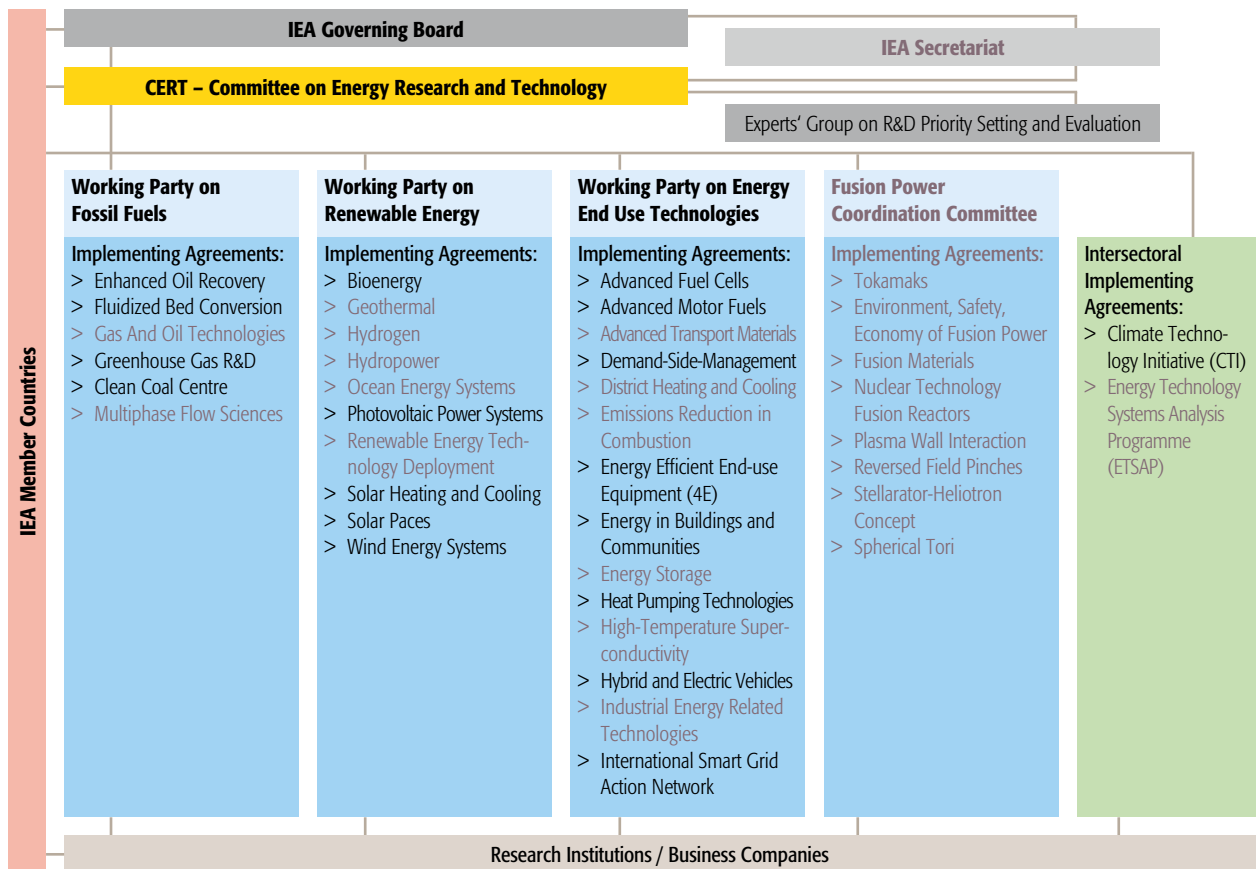 IEA Member Countries
IEA Governing Board
IEA Secretariat
CERT – Committee on Energy Research and Technology
Experts‘ Group on R&D Priority Setting and Evaluation
Working Party on
Fossil Fuels
Implementing Agreements:
> Enhanced Oil Recovery
> Fluidized Bed Conversion
> Gas And Oil Technologies
> Greenhouse Gas R&D
> Clean Coal Centre
> Multiphase Flow Sciences
Working Party on
Renewable Energy
Implementing Agreements:
> Bioenergy
> Geothermal
> Hydrogen
> Hydropower
> Ocean Energy Systems
> Photovoltaic Power Systems
> Renewable Energy Tech-
nology Deployment
> Solar Heating and Cooling
> Solar Paces
> Wind Energy Systems
Working Party on Energy
End Use Technologies
Implementing Agreements:
> Advanced Fuel Cells
> Advanced Motor Fuels
> Advanced Transport Materials
> Demand-Side-Management
> District Heating and Cooling
> Emissions Reduction in
Combustion
> Energy Efficient End-use
Equipment (4E)
> Energy in Buildings and
Communities
> Energy Storage
> Heat Pumping Technologies
> High-Temperature Super-
conductivity
> Hybrid and Electric Vehicles
> Industrial Energy Related
Technologies
> International Smart Grid
Action Network
Fusion Power
Coordination Committee
Implementing Agreements:
> Tokamaks
> Environment, Safety,
Economy of Fusion Power
> Fusion Materials
> Nuclear Technology
Fusion Reactors
> Plasma Wall Interaction
> Reversed Field Pinches
> Stellarator-Heliotron
Concept
> Spherical Tori
Intersectoral
Implementing
Agreements:
> Climate Techno-
logy Initiative (CTI)
> Energy Technology
Systems Analysis
Programme
(ETSAP)
Research Institutions / Business Companies